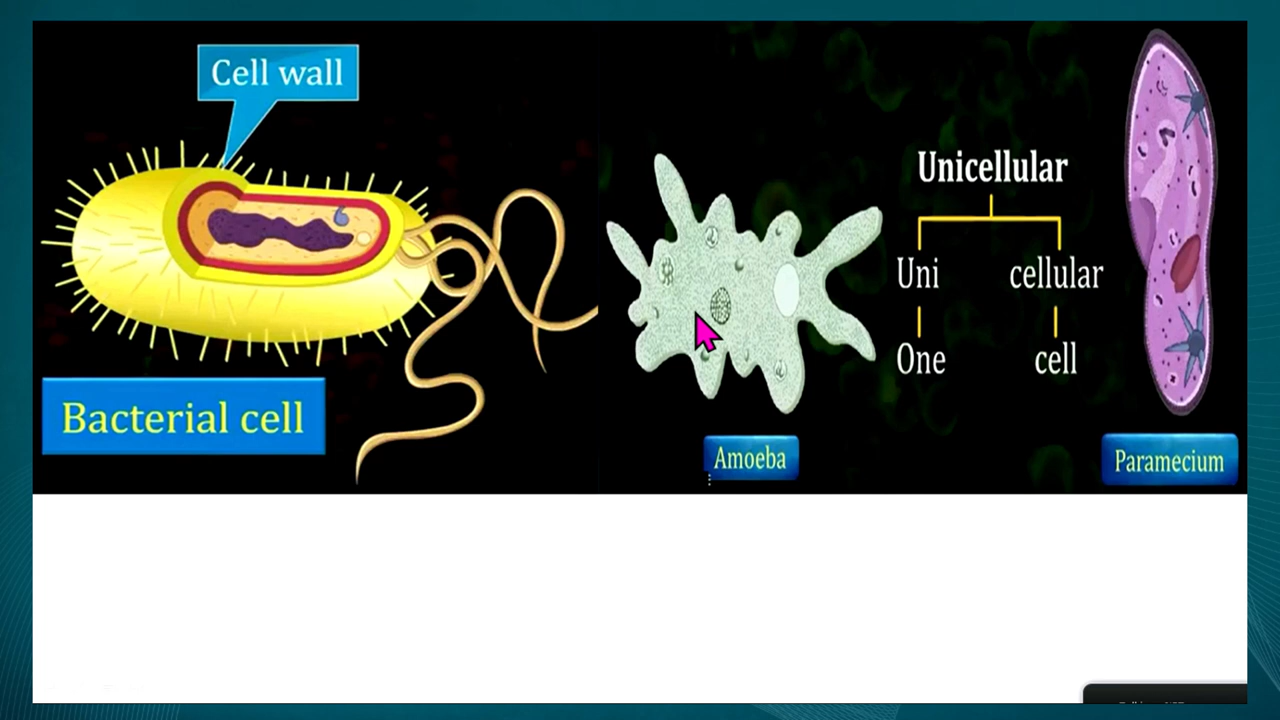 Cell wall
Bacterial cell
Amoeba
Unicellular
Uni cellular
One cell
Paramecium